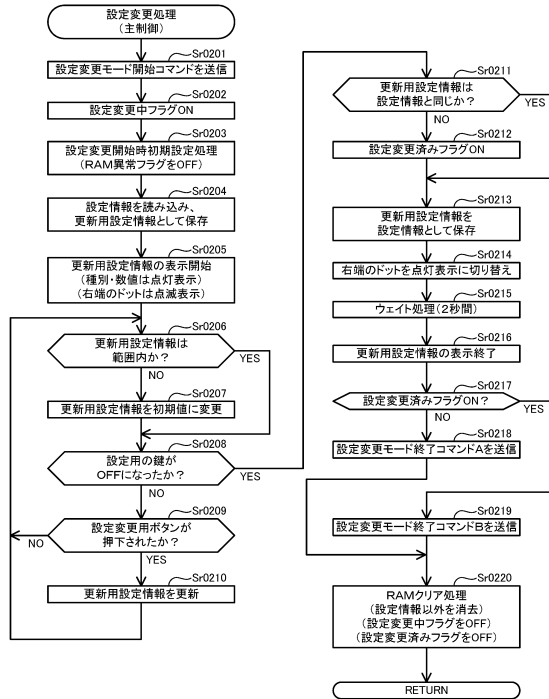 設定変更処理
(主制御)
Sr0201
設定変更モード開始コマンドを送信
Sr0202
設定変更中フラグON
Sr0203
設定変更開始時初期設定処理
(RAM異常フラグをOFF)
Sr0204
設定情報を読み込み、
更新用設定情報として保存
Sr0205
更新用設定情報の表示開始
(種別・数値は点灯表示)
(右端のドットは点滅表示)
Sr0206
更新用設定情報は
範囲内か?
YES
NO
Sr0207
更新用設定情報を初期値に変更
Sr0208
設定用の鍵が
OFFになったか?
YES
NO
Sr0209
設定変更用ボタンが
押下されたか?
NO
YES
Sr0210
更新用設定情報を更新
Sr0211
更新用設定情報は
設定情報と同じか?
YES
NO
Sr0212
設定変更済みフラグON
Sr0213
更新用設定情報を
設定情報として保存
Sr0214
右端のドットを点灯表示に切り替え
Sr0215
ウェイト処理(2秒間)
Sr0216
更新用設定情報の表示終了
Sr0217
設定変更済みフラグON?
YES
NO
Sr0218
設定変更モード終了コマンドAを送信
Sr0219
設定変更モード終了コマンドBを送信
Sr0220
RAMクリア処理
(設定情報以外を消去)
(設定変更中フラグをOFF)
(設定変更済みフラグをOFF)
RETURN